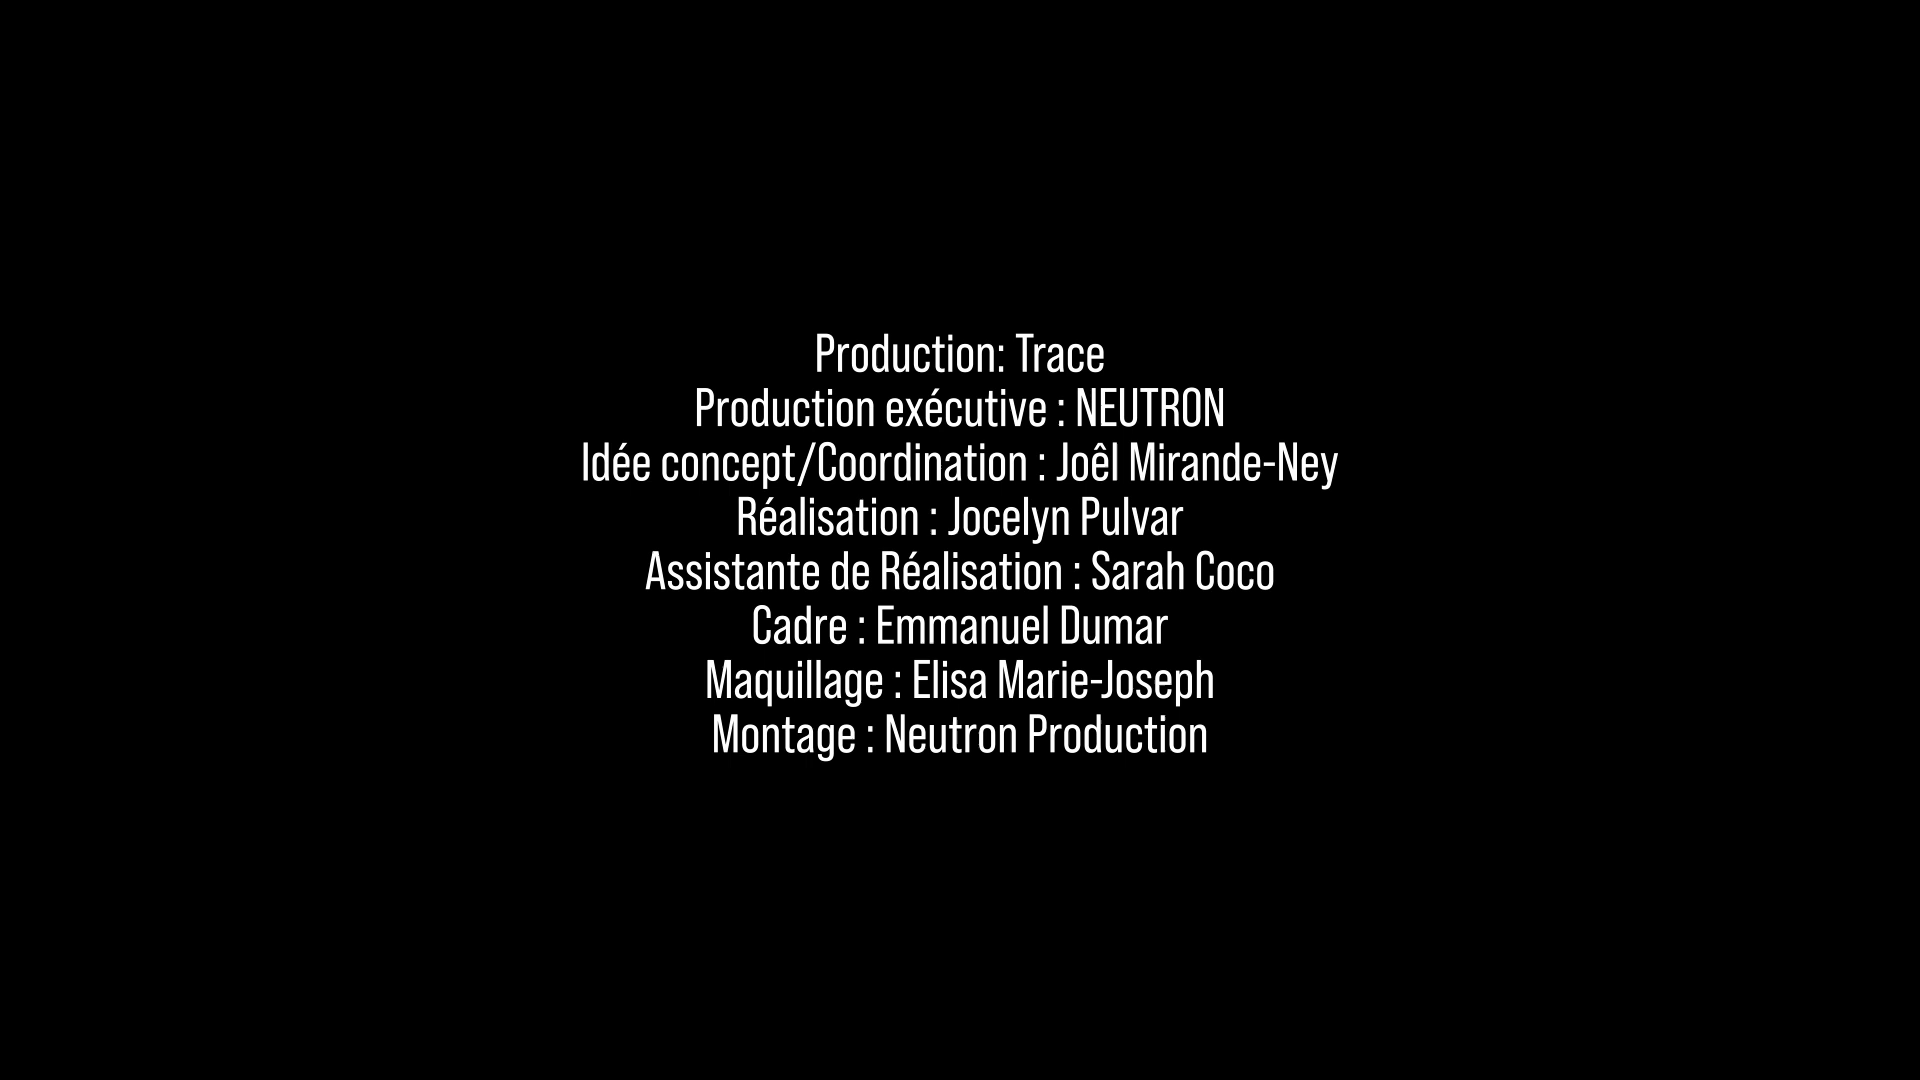 Production: Trace
Production exécutive : NEUTRON
Idée concept/Coordination : Joêl Mirande-Ney
Réalisation : Jocelyn Pulvar
Assistante de Réalisation : Sarah Coco
Cadre : Emmanuel Dumar
Maquillage : Elisa Marie-Joseph
Montage : Neutron Production